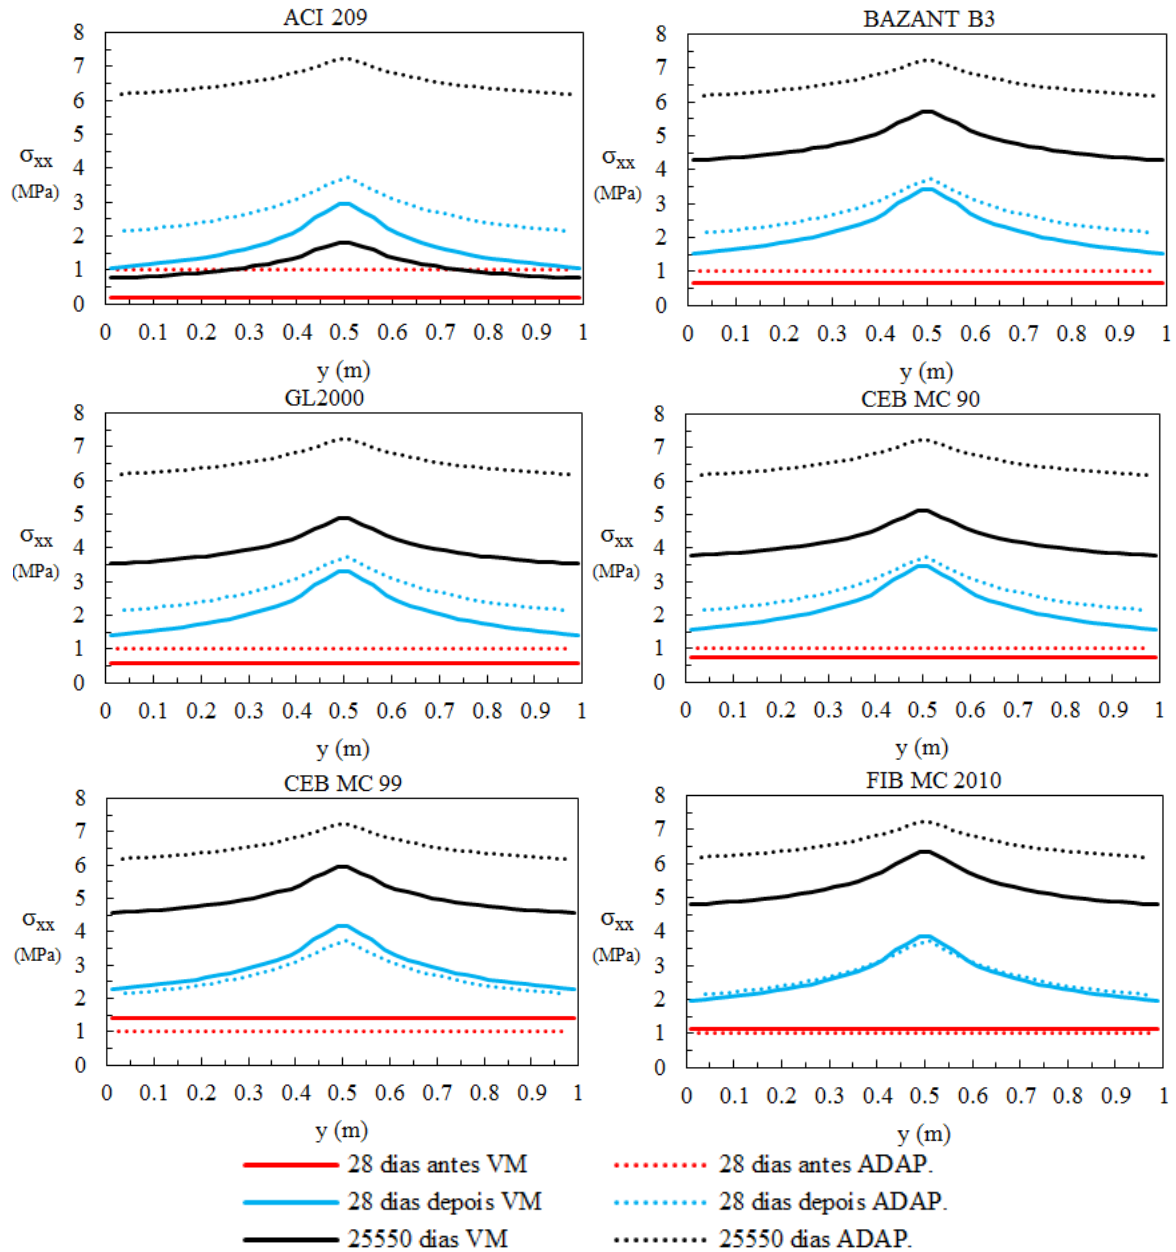 ACI 209
8
7
6
5
4
3
2
1
0
σxx
(MPa)
0 0.1 0.2 0.3 0.4 0.5 0.6 0.7 0.8 0.9 1
y (m)
BAZANT B3
8
7
6
5
4
3
2
1
0
σxx
(MPa)
0 0.1 0.2 0.3 0.4 0.5 0.6 0.7 0.8 0.9 1
y (m)
GL2000
8
7
6
5
4
3
2
1
0
σxx
(MPa)
0 0.1 0.2 0.3 0.4 0.5 0.6 0.7 0.8 0.9 1
y (m)
CEB MC 90
8
7
6
5
4
3
2
1
0
σxx
(MPa)
0 0.1 0.2 0.3 0.4 0.5 0.6 0.7 0.8 0.9 1
y (m)
CEB MC 99
8
7
6
5
4
3
2
1
0
σxx
(MPa)
0 0.1 0.2 0.3 0.4 0.5 0.6 0.7 0.8 0.9 1
y (m)
FIB MC 2010
8
7
6
5
4
3
2
1
0
σxx
(MPa)
0 0.1 0.2 0.3 0.4 0.5 0.6 0.7 0.8 0.9 1
y (m)
28 dias antes VM
28 dias antes ADAP.
28 dias depois VM
28 dias depois ADAP.
25550 dias VM
25550 dias ADAP.